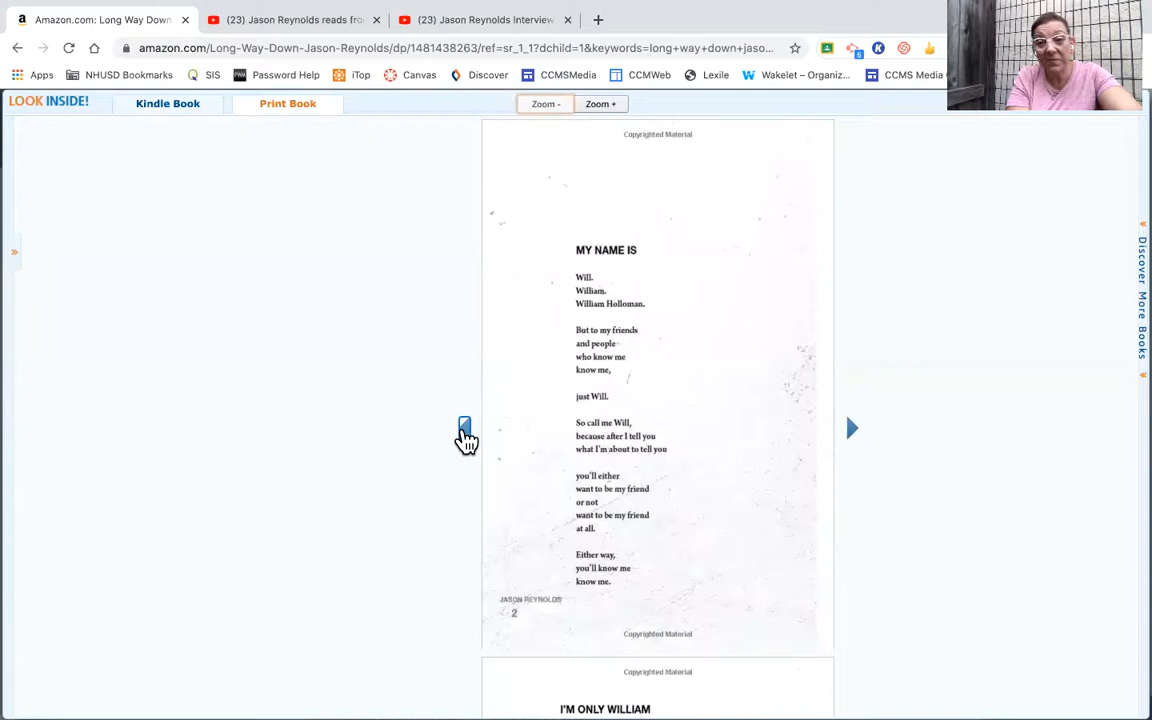 Amazon.com: Long Way Down
(23) Jason Reynolds reads fro
(23) Jason Reynolds Interview
amazon.com/Long-Way-Down-Jason-Reynolds/dp/1481438263/ref=sr_1_1?dchild=1&keywords=long+way+down+jaso...
Apps
NHUSD Bookmarks
SIS
Password Help
iTop
Canvas
Discover
CCMSMedia
CCMWeb
Lexile
Wakelet – Organiz...
CCMS Media
LOOK INSIDE!
Kindle Book
Print Book
Zoom -
Zoom +
Copyrighted Material
MY NAME IS
Will.
William.
William Holloman.
But to my friends
and people
who know me
know me,
just Will.
So call me Will,
because after I tell you
what I'm about to tell you
you'll either
want to be my friend
or not
want to be my friend
at all.
Either way,
you'll know me
know me.
JASON REYNOLDS
2
Copyrighted Material
Copyrighted Material
I'M ONLY WILLIAM
Discover More Books